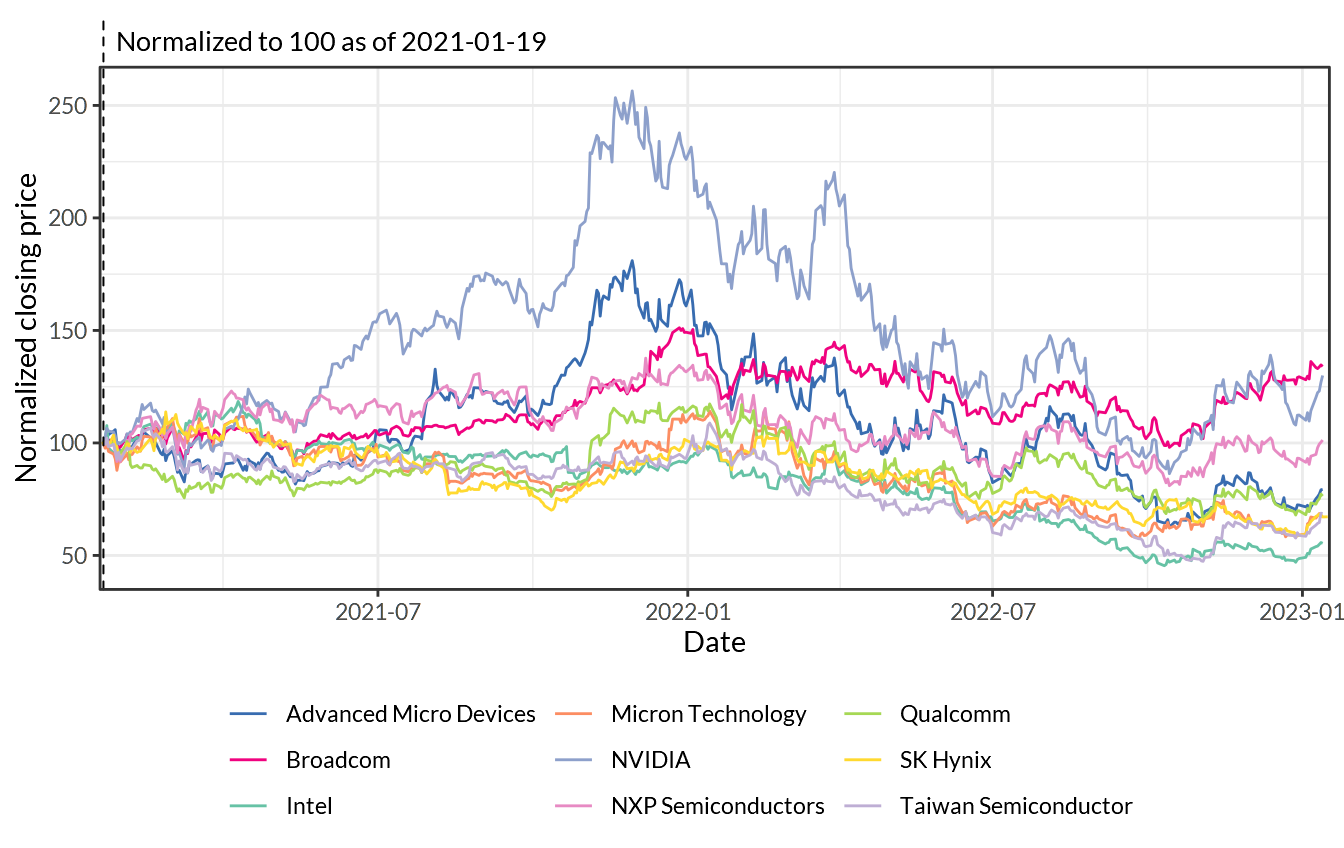 Normalized to 100 as of 2021-01-19
Normalized closing price
250
200
150
100
50
2021-07 2022-01 2022-07 2023-01
Date
Advanced Micro Devices Micron Technology Qualcomm
Broadcom NVIDIA SK Hynix
Intel NXP Semiconductors Taiwan Semiconductor